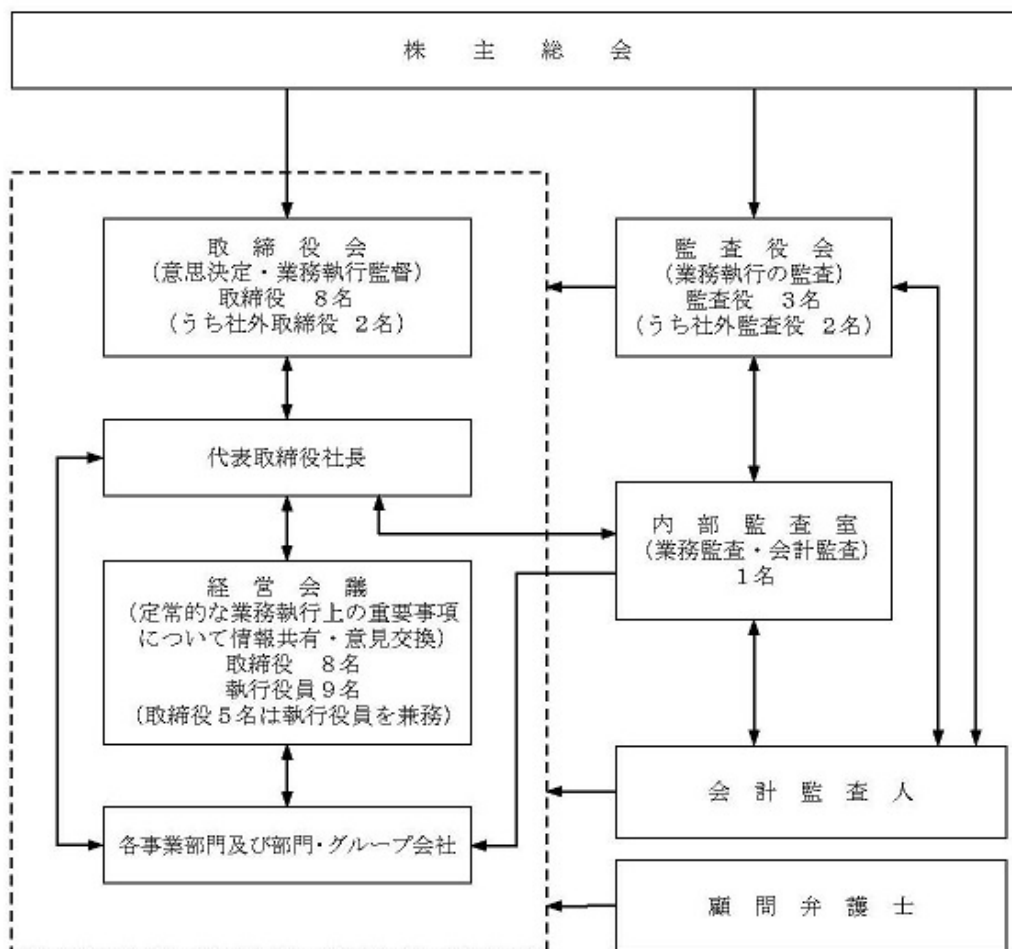 株主総会
取締役会
(意思決定・業務執行監督)
取締役 8名
(うち社外取締役 2名)
監査役会
(業務執行の監査)
監査役 3名
(うち社外監査役 2名)
代表取締役社長
内部監査室
(業務監査・会計監査)
1名
経営会議
(定常的な業務執行上の重要事項
について情報共有・意見交換)
取締役 8名
執行役員9名
(取締役5名は執行役員を兼務)
会計監査人
各事業部門及び部門・グループ会社
顧問弁護士